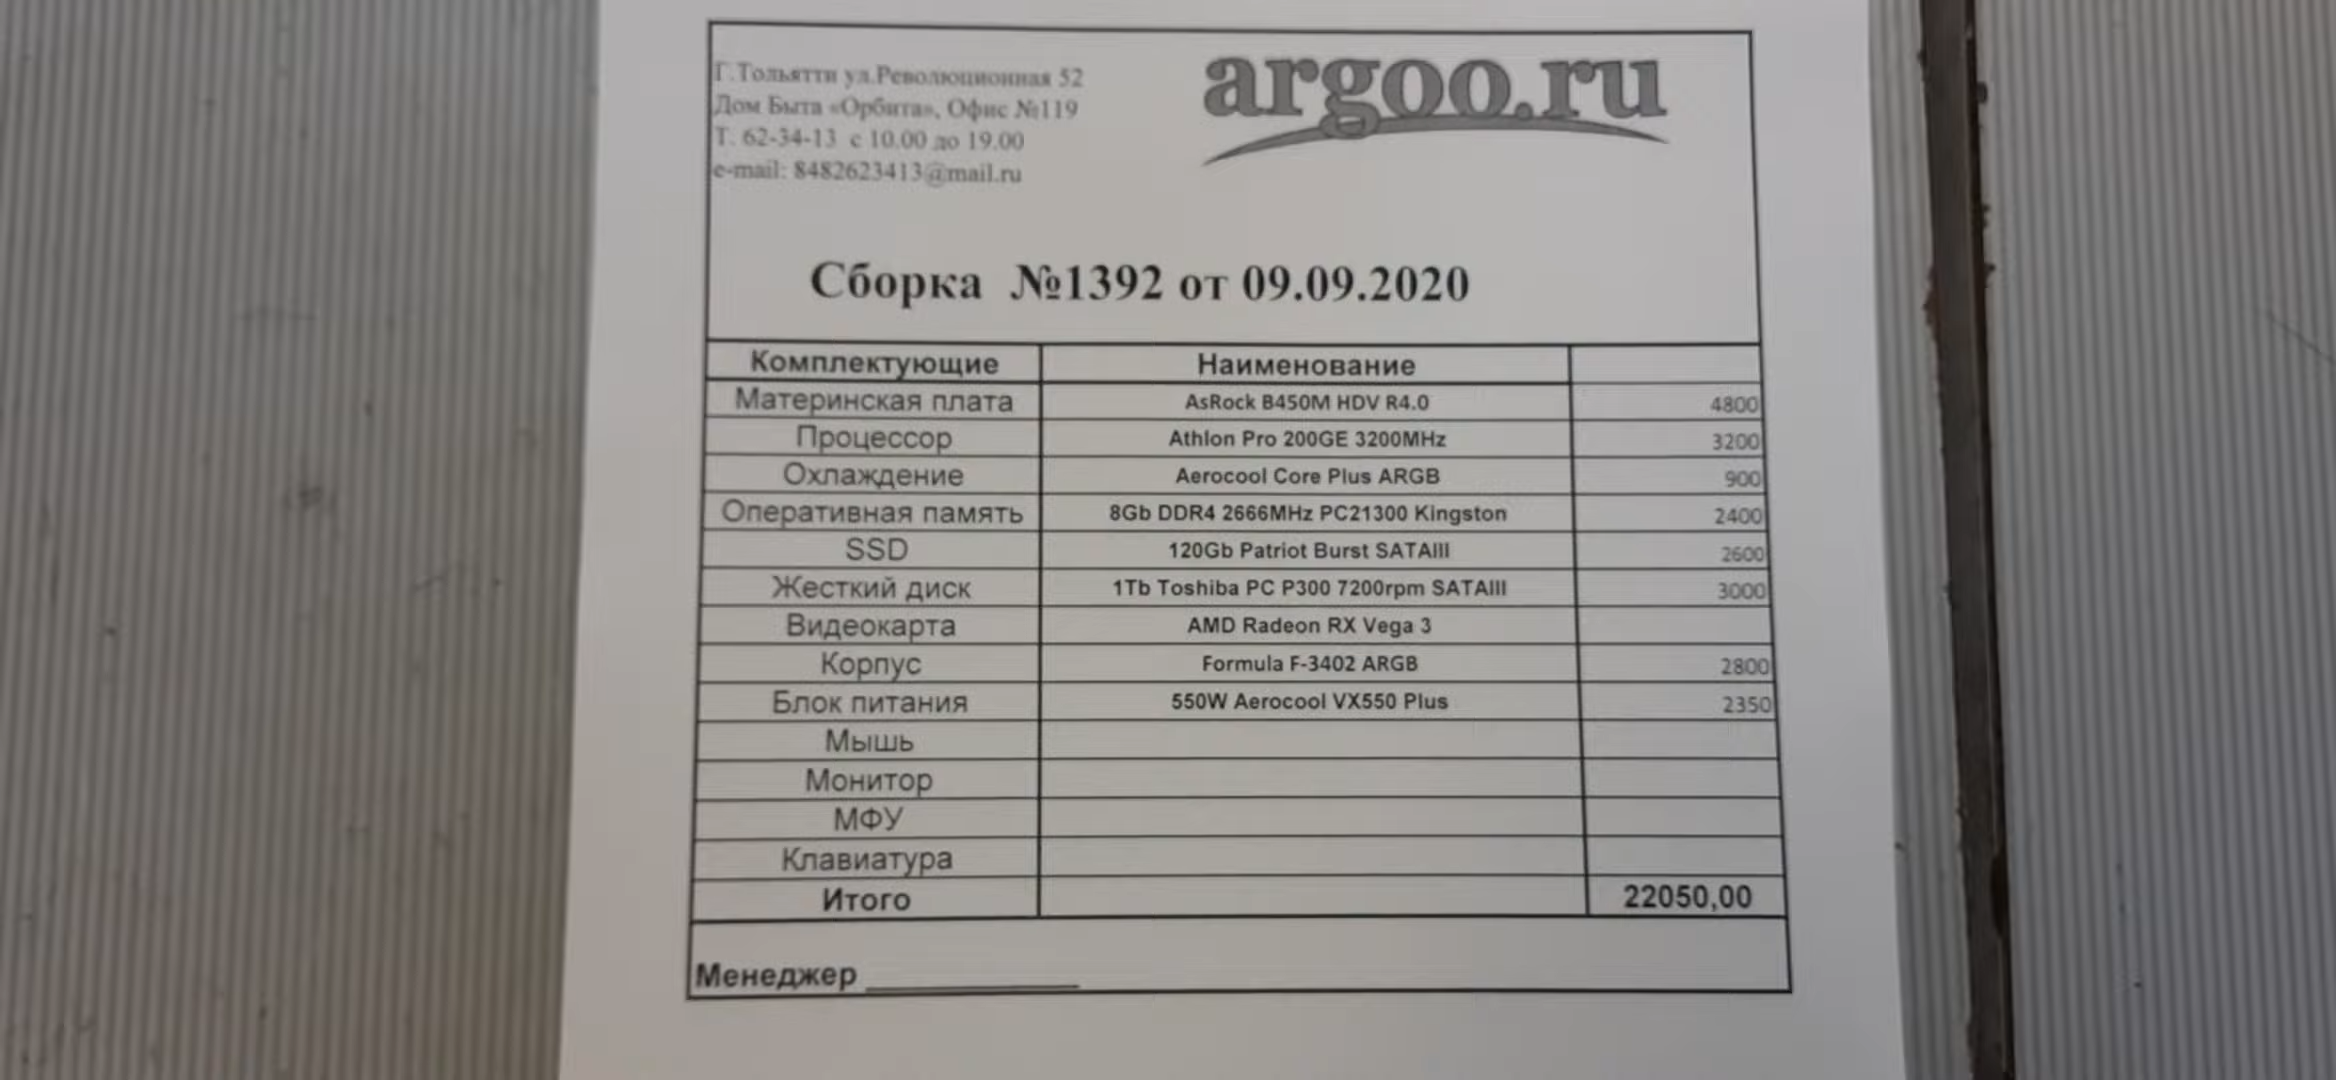 Г.Тольятти ул.Революционная 52
Дом Быта «Орбита», Офис №119
Т. 62-34-13 с 10.00 до 19.00
e-mail: 8482623413@mail.ru
argoo.ru
Сборка №1392 от 09.09.2020
Комплектующие Наименование
Материнская плата AsRock B450M HDV R4.0 4800
Процессор Athlon Pro 200GE 3200MHz 3200
Охлаждение Aerocool Core Plus ARGB 900
Оперативная память 8Gb DDR4 2666MHz PC21300 Kingston 2400
SSD 120Gb Patriot Burst SATAIII 2600
Жесткий диск 1Tb Toshiba PC P300 7200rpm SATAIII 3000
Видеокарта AMD Radeon RX Vega 3
Корпус Formula F-3402 ARGB 2800
Блок питания 550W Aerocool VX550 Plus 2350
Мышь
Монитор
МФУ
Клавиатура
Итого 22050,00
Менеджер